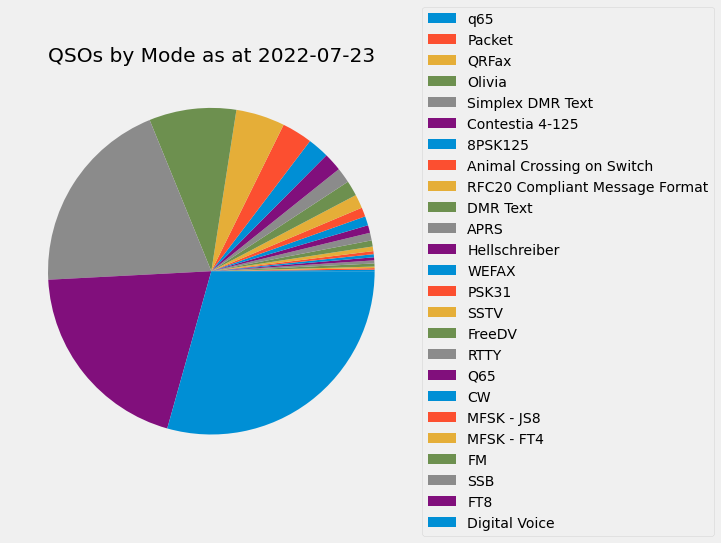 QSOs by Mode as at 2022-07-23
q65
Packet
QRFax
Olivia
Simplex DMR Text
Contestia 4-125
8PSK125
Animal Crossing on Switch
RFC20 Compliant Message Format
DMR Text
APRS
Hellschreiber
WEFAX
PSK31
SSTV
FreeDV
RTTY
Q65
CW
MFSK - JS8
MFSK - FT4
FM
SSB
FT8
Digital Voice